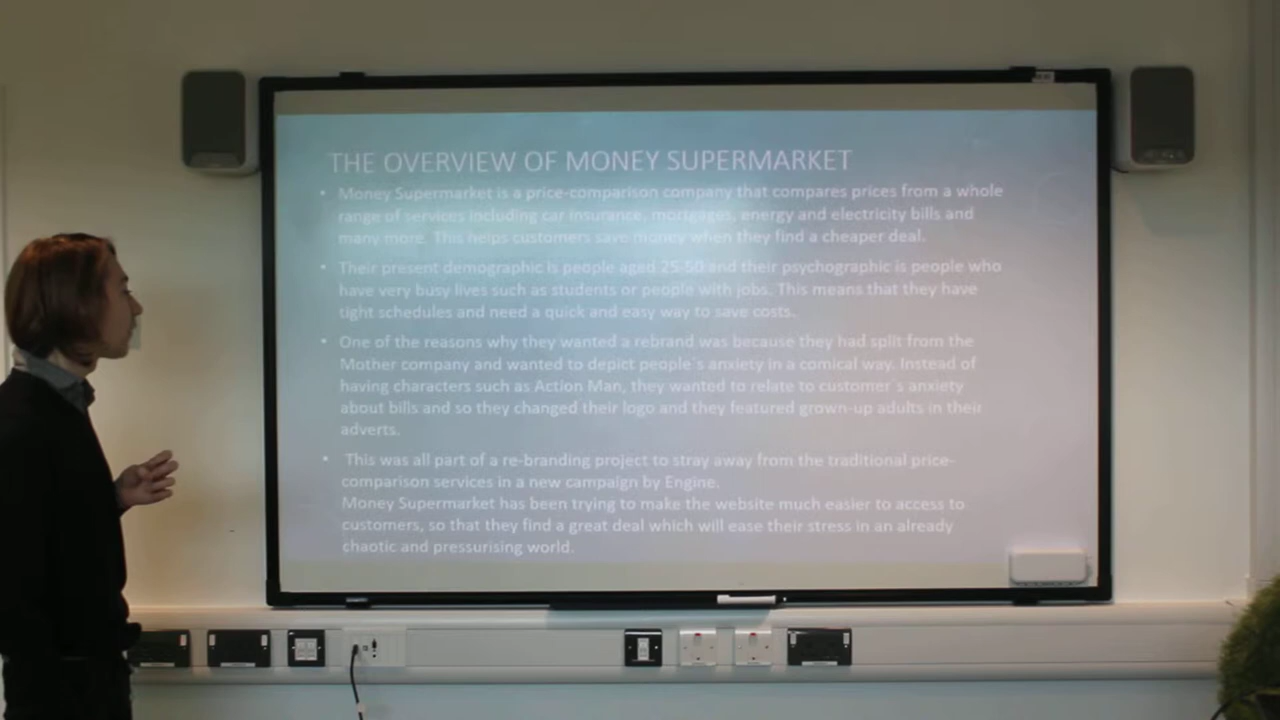 THE OVERVIEW OF MONEY SUPERMARKET
• Money Supermarket is a price-comparison company that compares prices from a whole
range of services including car insurance, mortgages, energy and electricity bills and
many more. This helps customers save money when they find a cheaper deal.
• Their present demographic is people aged 25-50 and their psychographic is people who
have very busy lives such as students or people with jobs. This means that they have
tight schedules and need a quick and easy way to save costs.
• One of the reasons why they wanted a rebrand was because they had split from the
Mother company and wanted to depict people's anxiety in a comical way. Instead of
having characters such as Action Man, they wanted to relate to customer's anxiety
about bills and so they changed their logo and they featured grown-up adults in their
adverts.
• This was all part of a re-branding project to stray away from the traditional price-
comparison services in a new campaign by Engine.
Money Supermarket has been trying to make the website much easier to access to
customers, so that they find a great deal which will ease their stress in an already
chaotic and pressurising world.